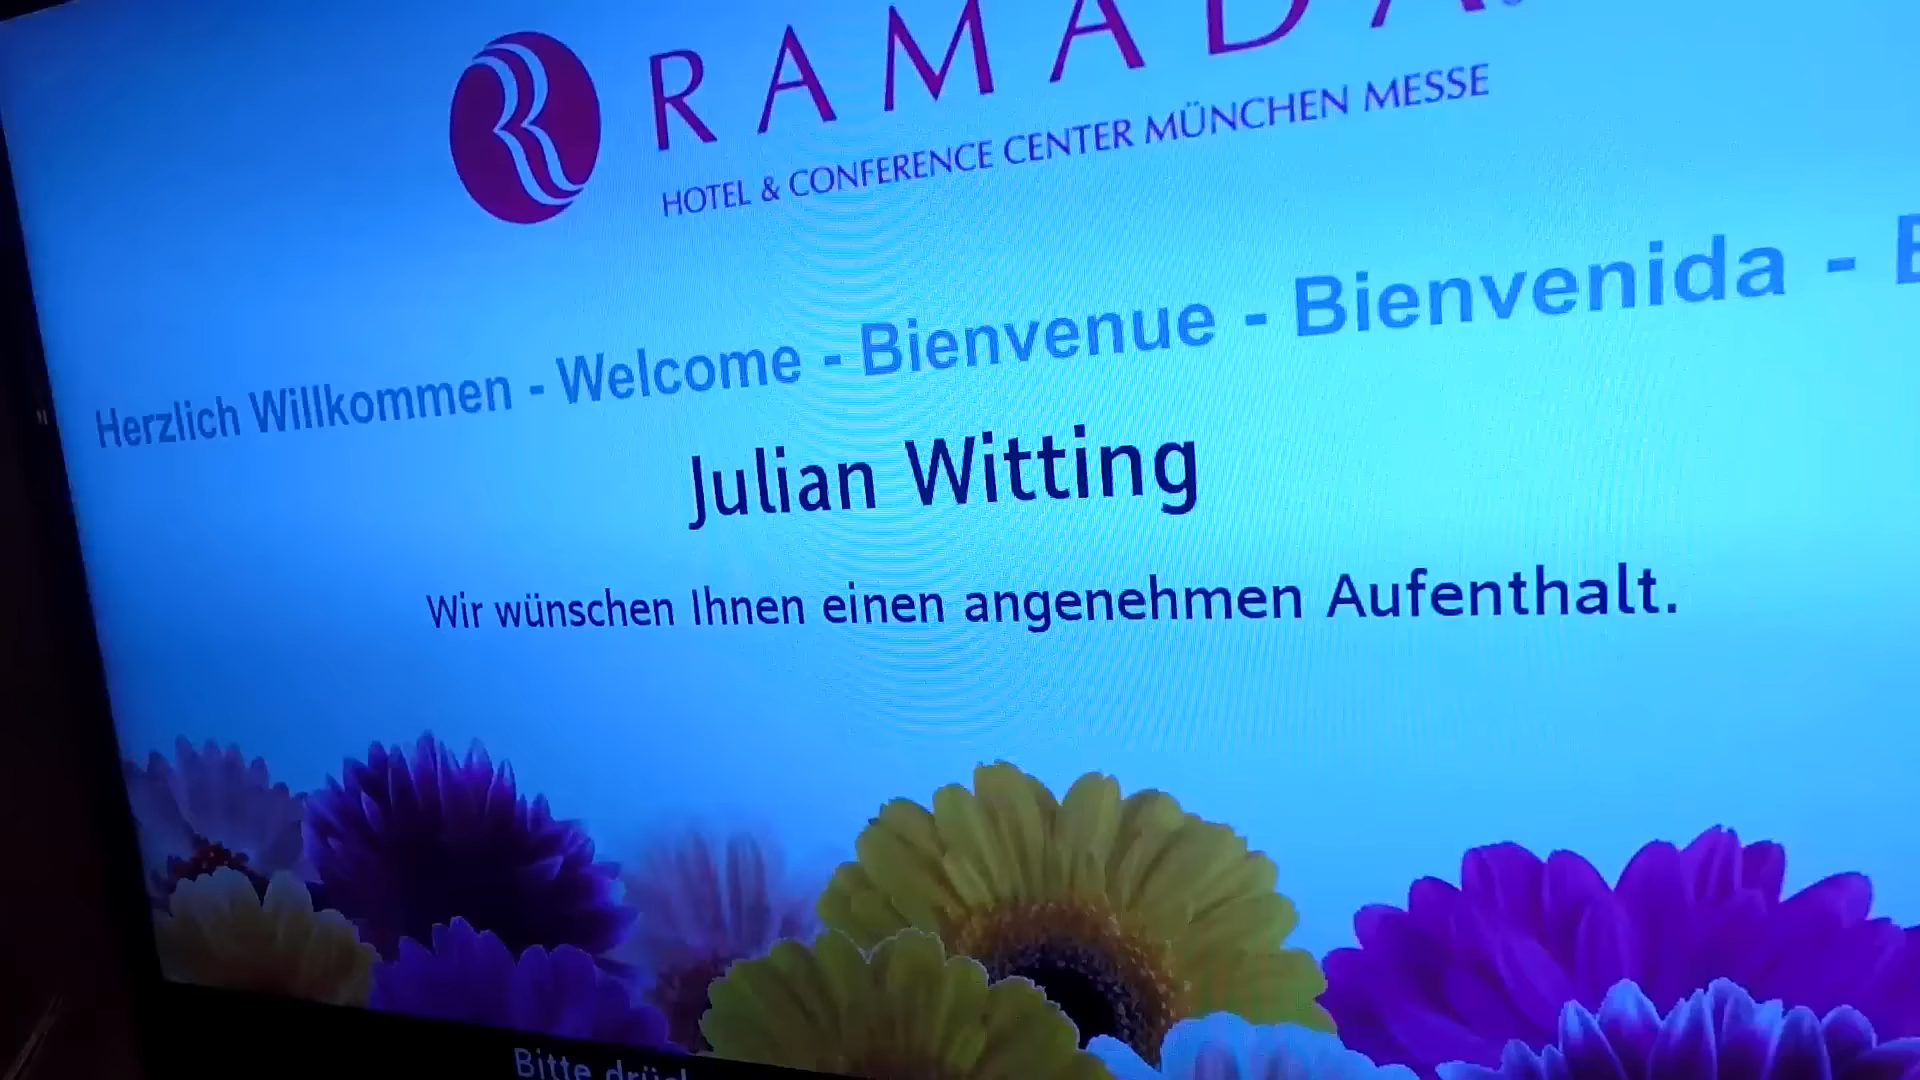 RAMADA
HOTEL & CONFERENCE CENTER MÜNCHEN MESSE
Herzlich Willkommen - Welcome - Bienvenue - Bienvenida -
Julian Witting
Wir wünschen Ihnen einen angenehmen Aufenthalt.
Bitte